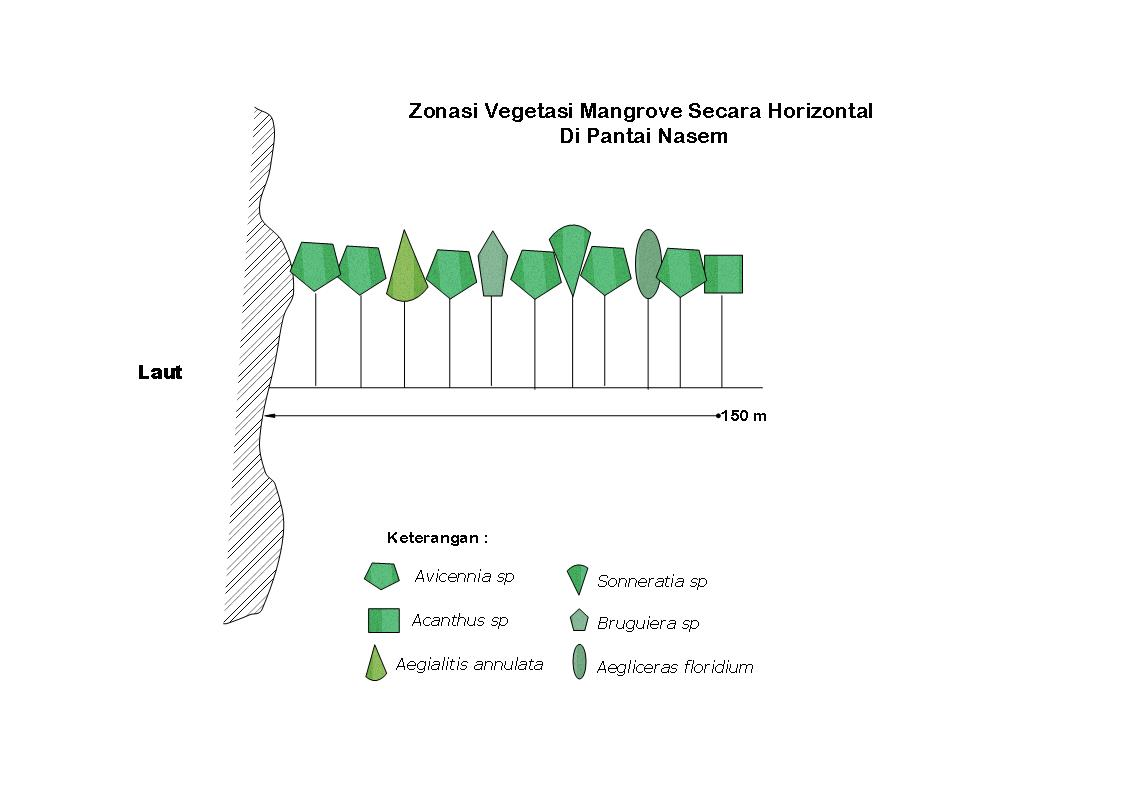 Zonasi Vegetasi Mangrove Secara Horizontal
Di Pantai Nasem
Laut
150 m
Keterangan :
Avicennia sp
Sonneratia sp
Acanthus sp
Bruguiera sp
Aegialitis annulata
Aegliceras floridium